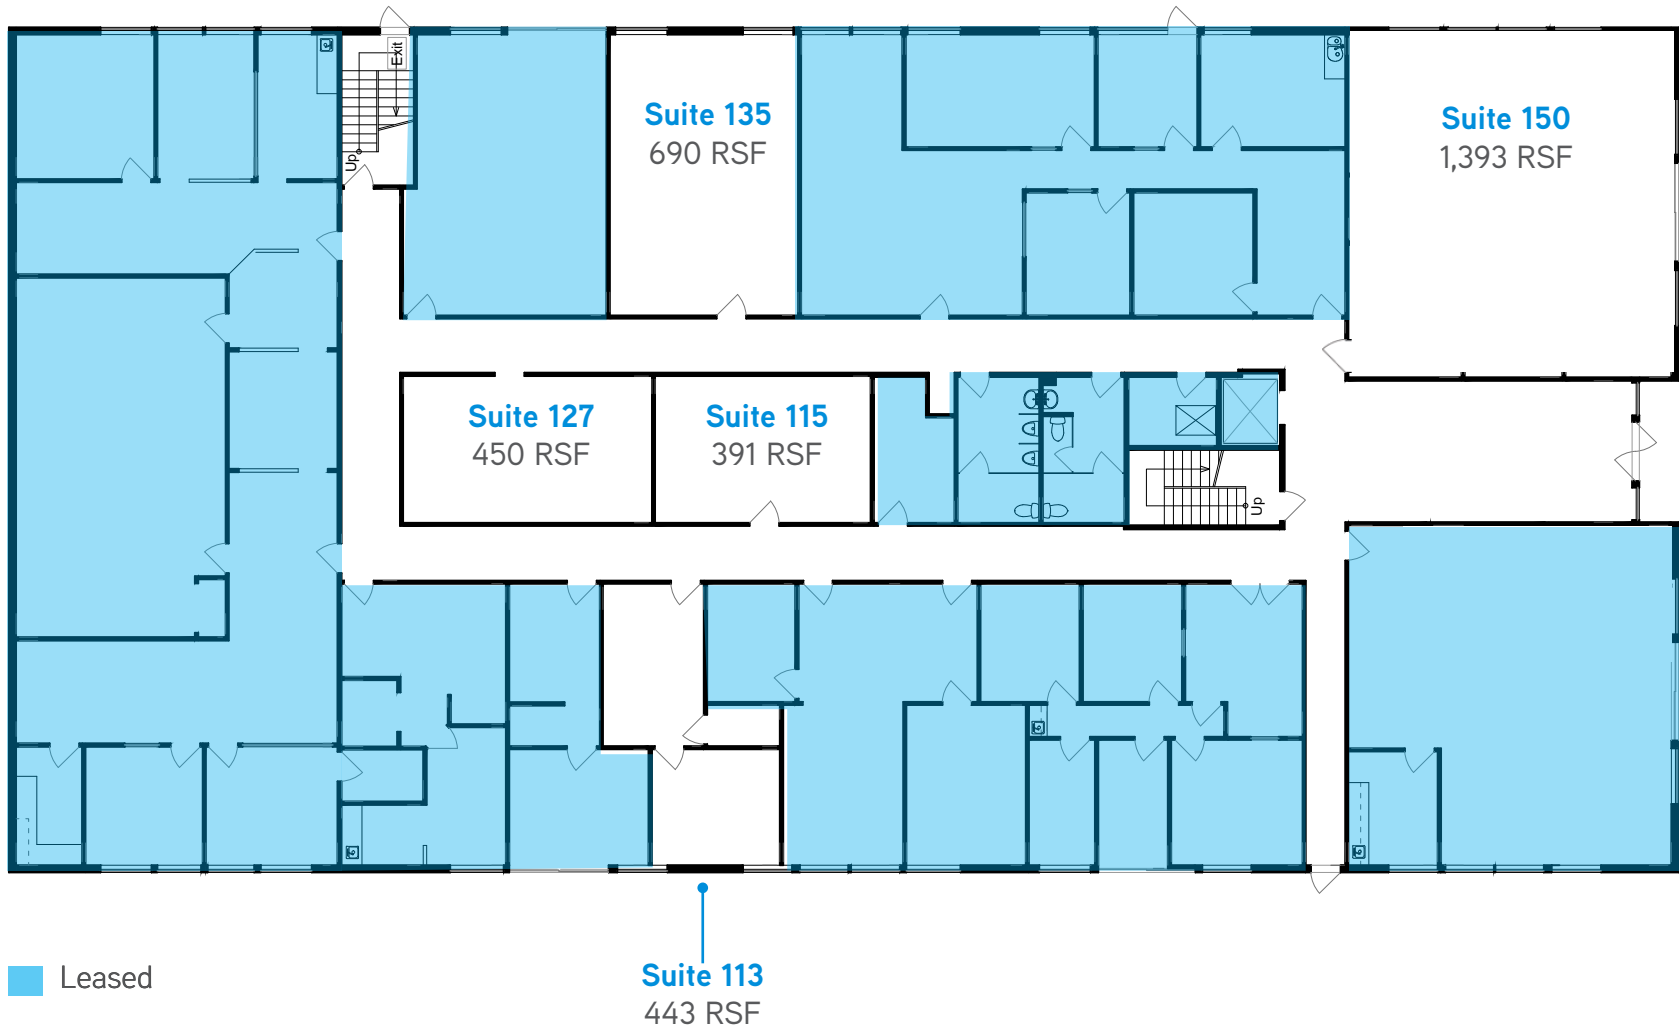 Exit
Up
Suite 135
690 RSF
Suite 150
1,393 RSF
Suite 127
450 RSF
Suite 115
391 RSF
Up
Leased
Suite 113
443 RSF